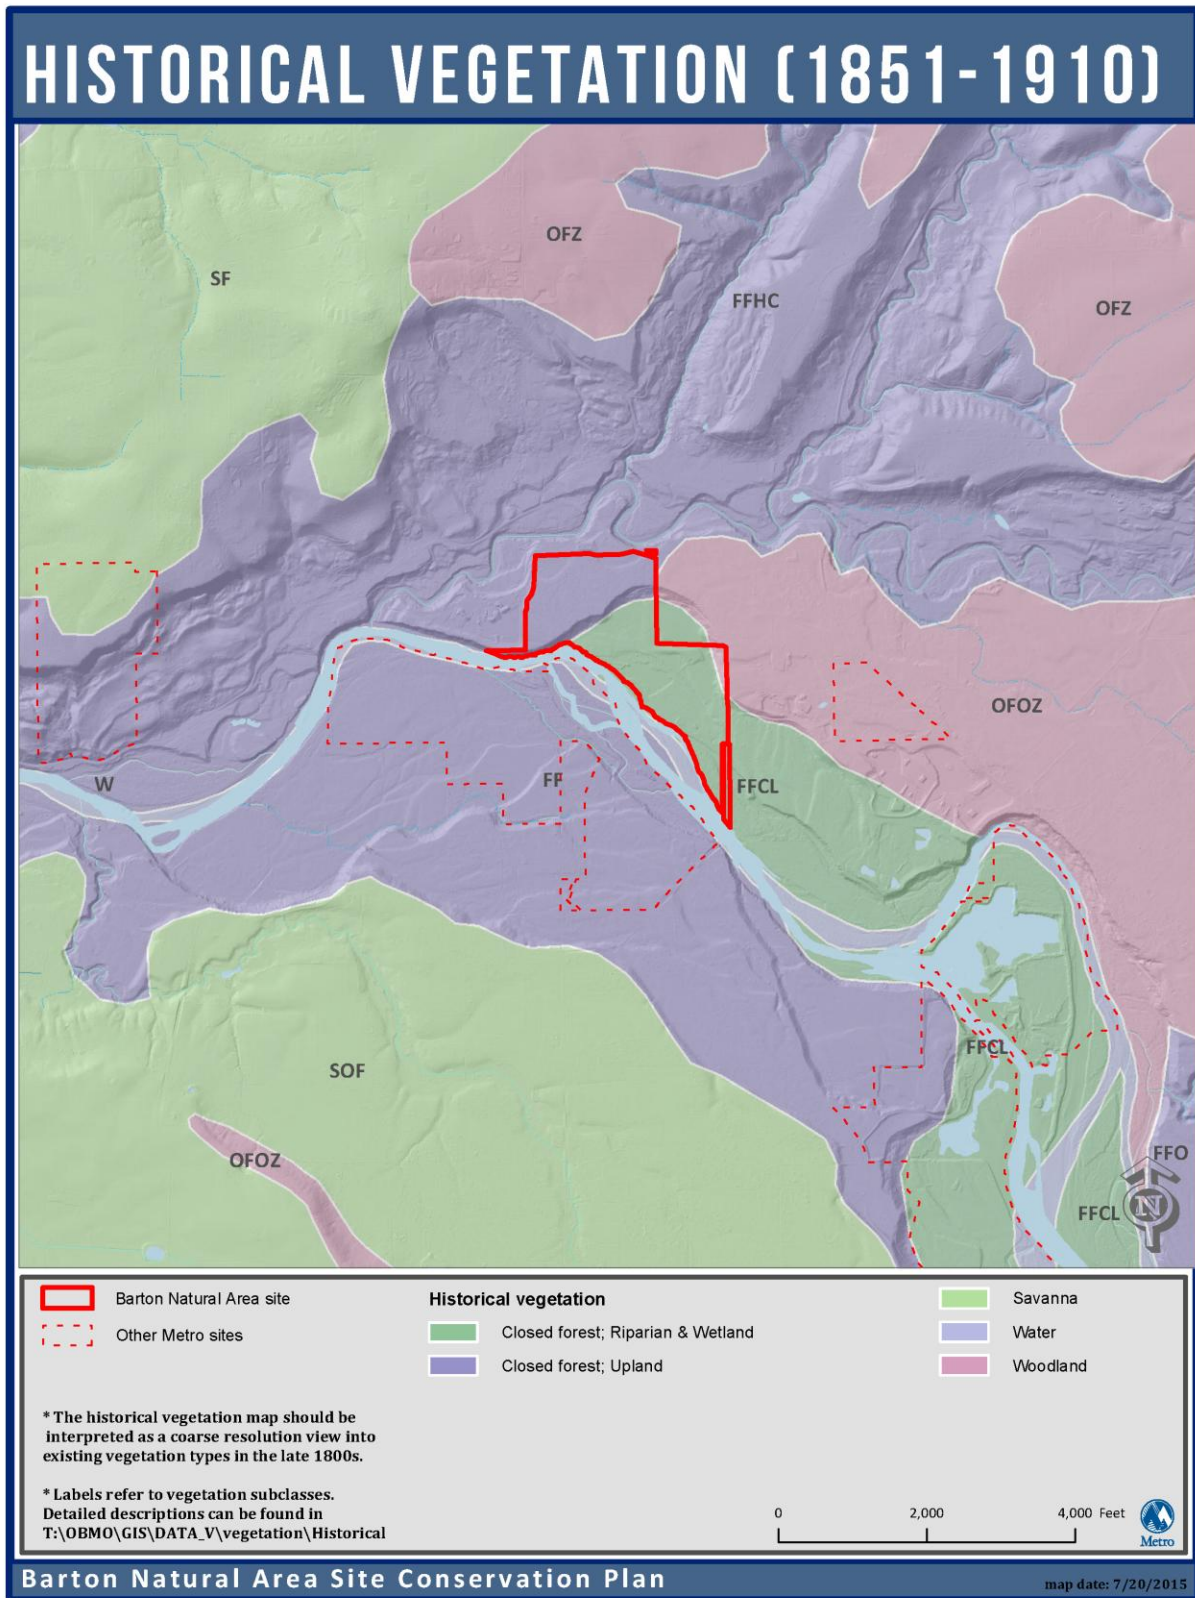 HISTORICAL VEGETATION (1851-1910)
OFZ
SF
FFHC
OFZ
OFOZ
W
FF
FFCL
FFCL
SOF
OFOZ
FFO
FFCL
N
Barton Natural Area site
Other Metro sites
Historical vegetation
Closed forest; Riparian & Wetland
Closed forest; Upland
Savanna
Water
Woodland
* The historical vegetation map should be
interpreted as a coarse resolution view into
existing vegetation types in the late 1800s.
* Labels refer to vegetation subclasses.
Detailed descriptions can be found in
T:\OBMO\GIS\DATA_V\vegetation\Historical
0 2,000 4,000 Feet
Metro
Barton Natural Area Site Conservation Plan
map date: 7/20/2015